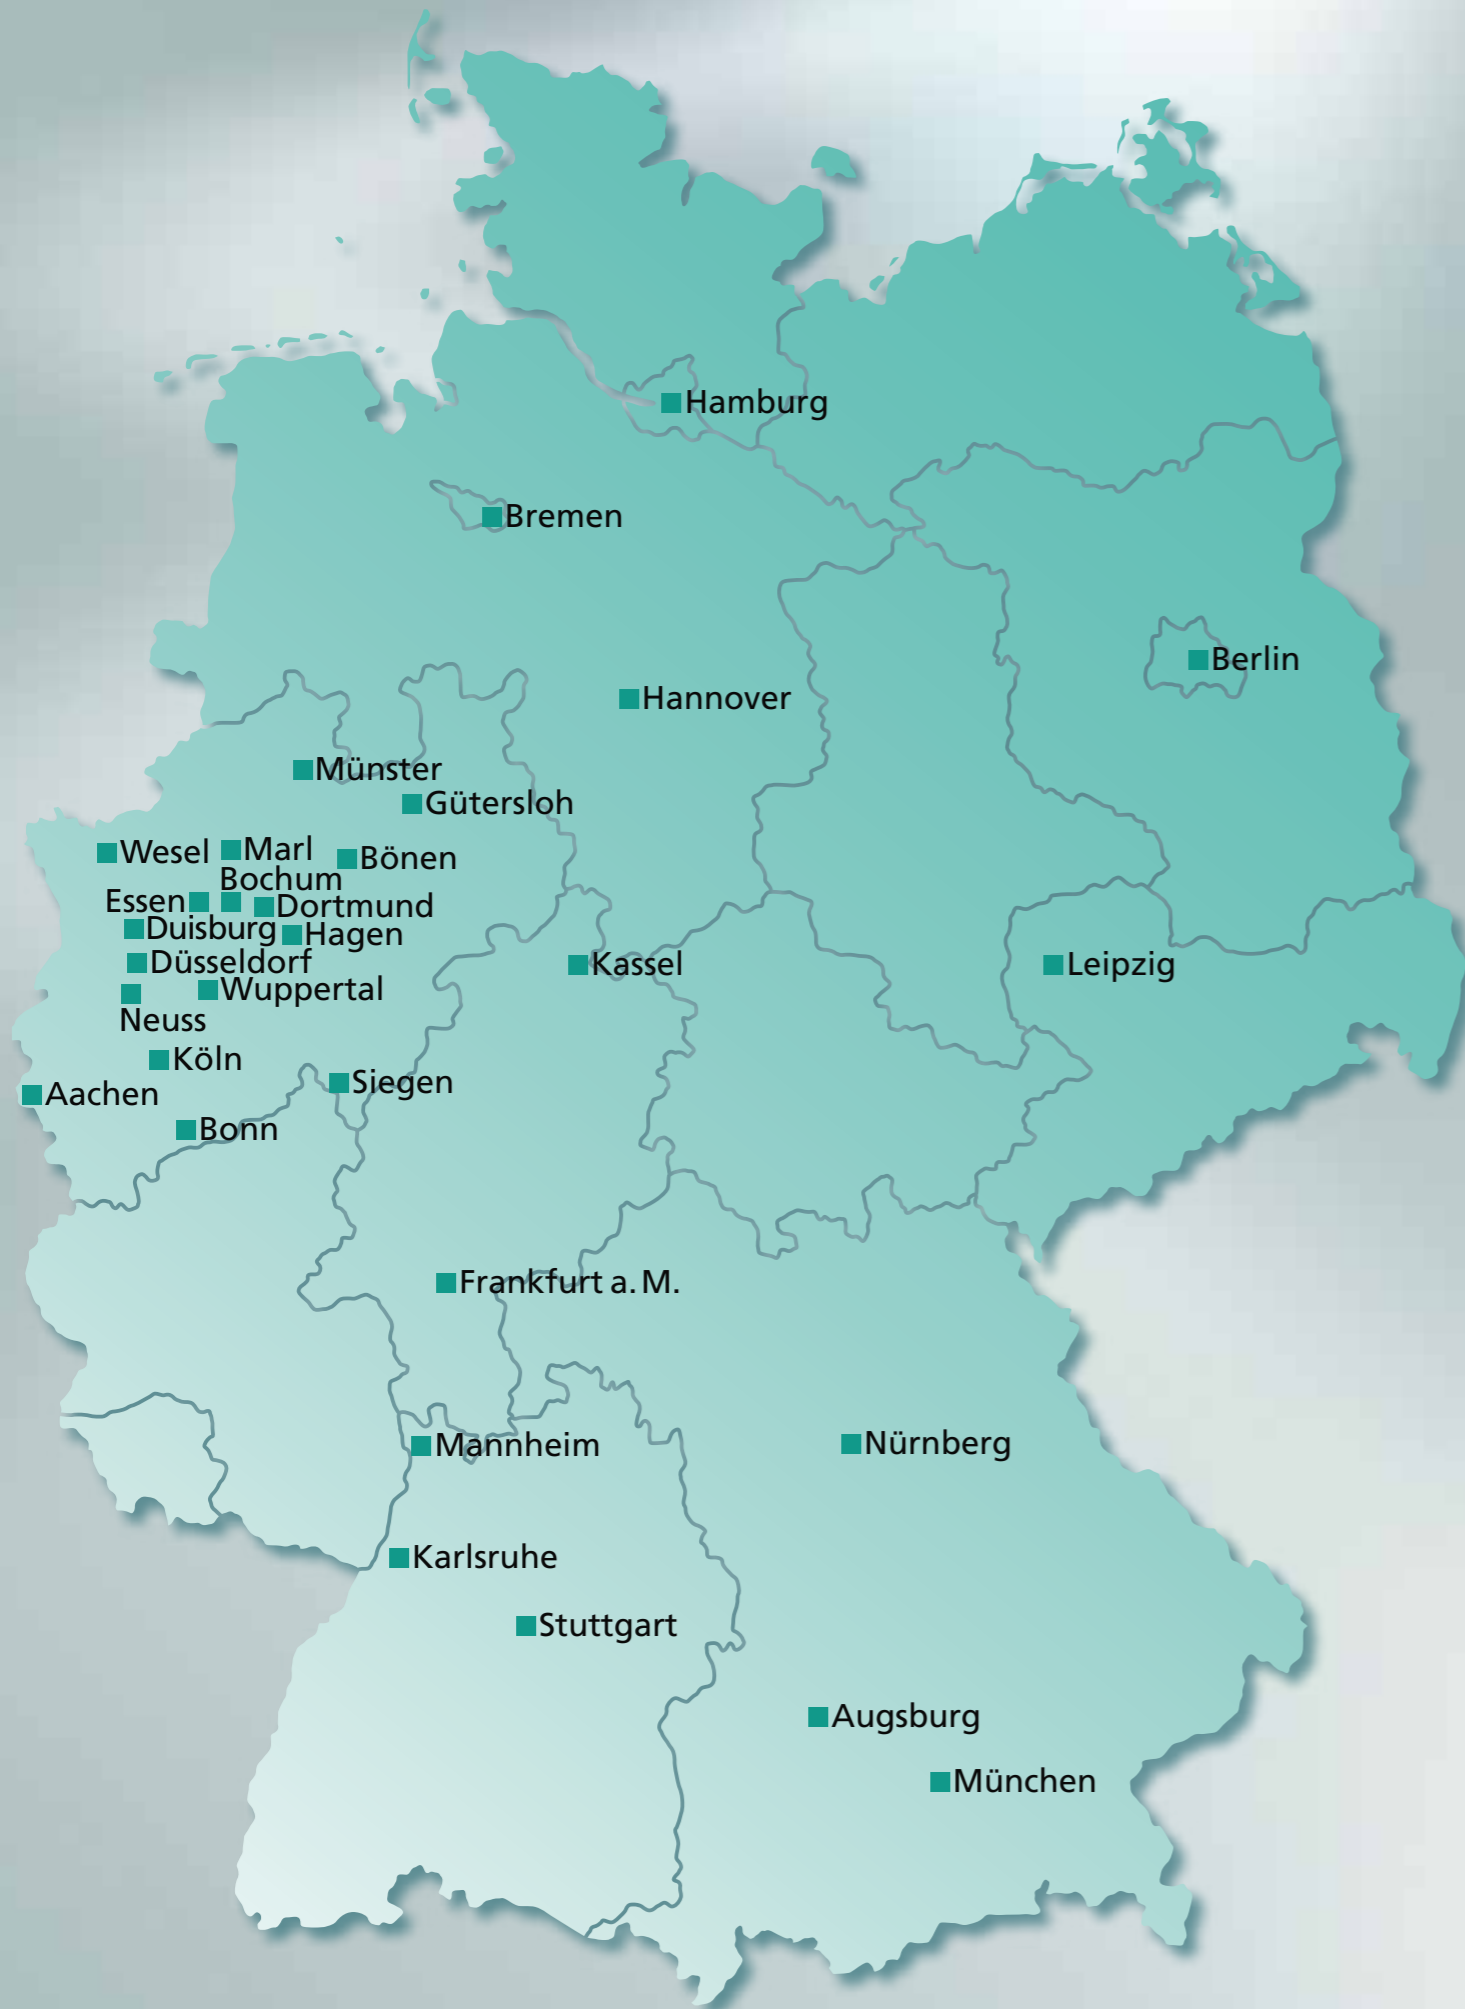 Hamburg
Bremen
Berlin
Hannover
Münster
Gütersloh
Wesel
Marl
Bönen
Bochum
Essen
Dortmund
Duisburg
Hagen
Düsseldorf
Kassel
Leipzig
Wuppertal
Neuss
Köln
Siegen
Aachen
Bonn
Frankfurt a. M.
Mannheim
Nürnberg
Karlsruhe
Stuttgart
Augsburg
München